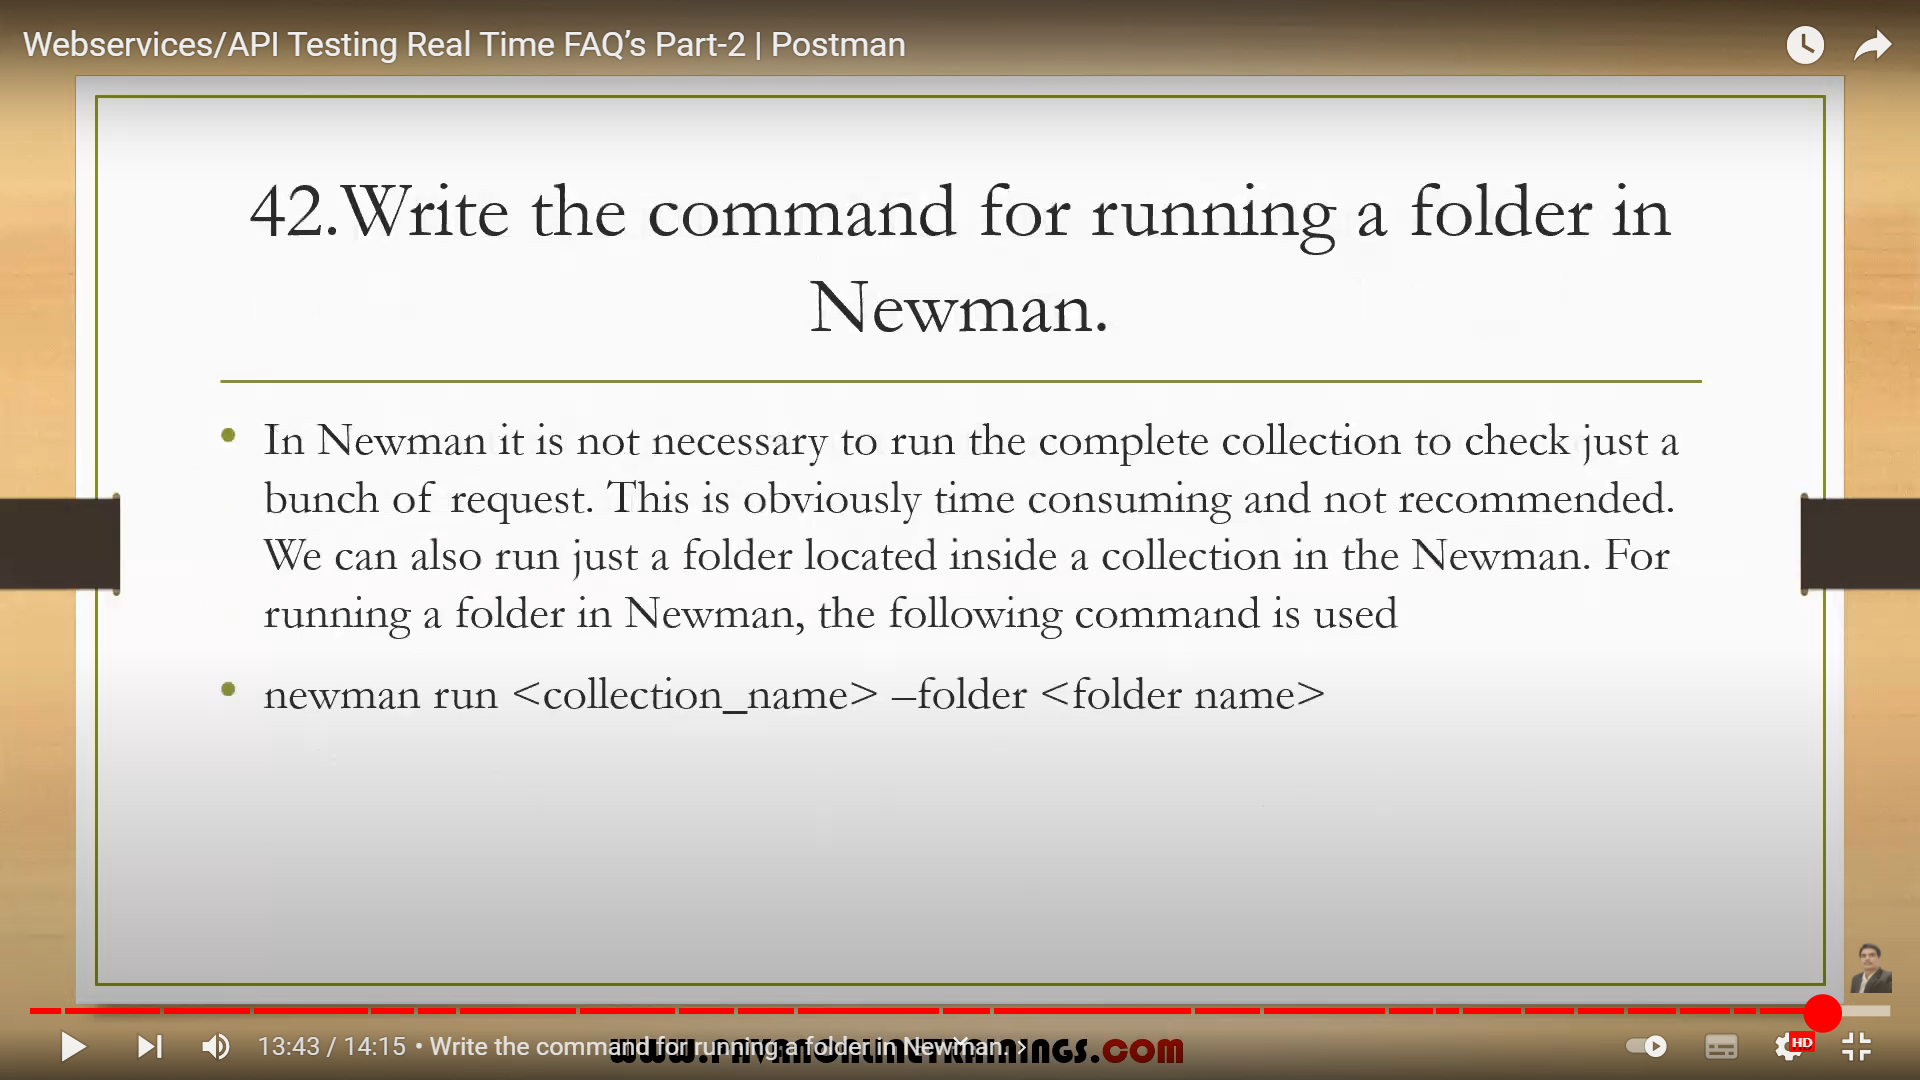 Webservices/API Testing Real Time FAQ’s Part-2 | Postman
42.Write the command for running a folder in
Newman.
In Newman it is not necessary to run the complete collection to check just a
bunch of request. This is obviously time consuming and not recommended.
We can also run just a folder located inside a collection in the Newman. For
running a folder in Newman, the following command is used
newman run <collection_name> –folder <folder name>
13:43 / 14:15 • Write the command for running a folder in Newman. ›
HD